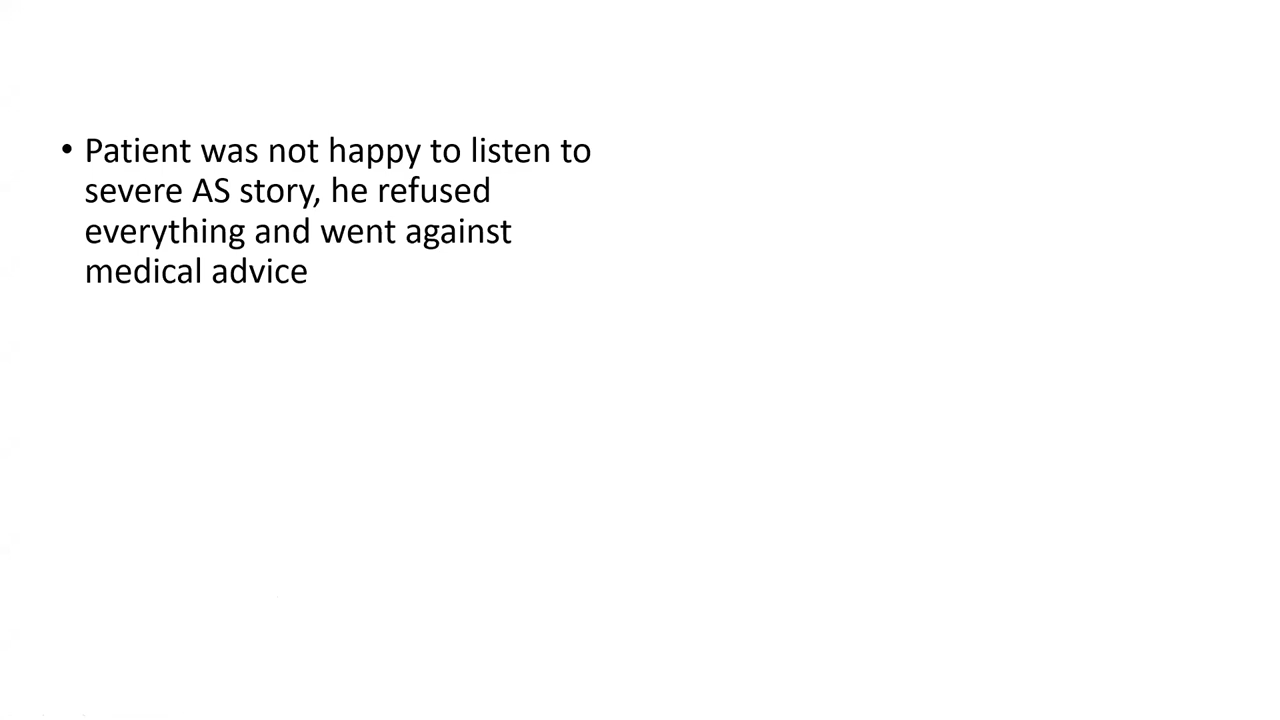 • Patient was not happy to listen to
severe AS story, he refused
everything and went against
medical advice